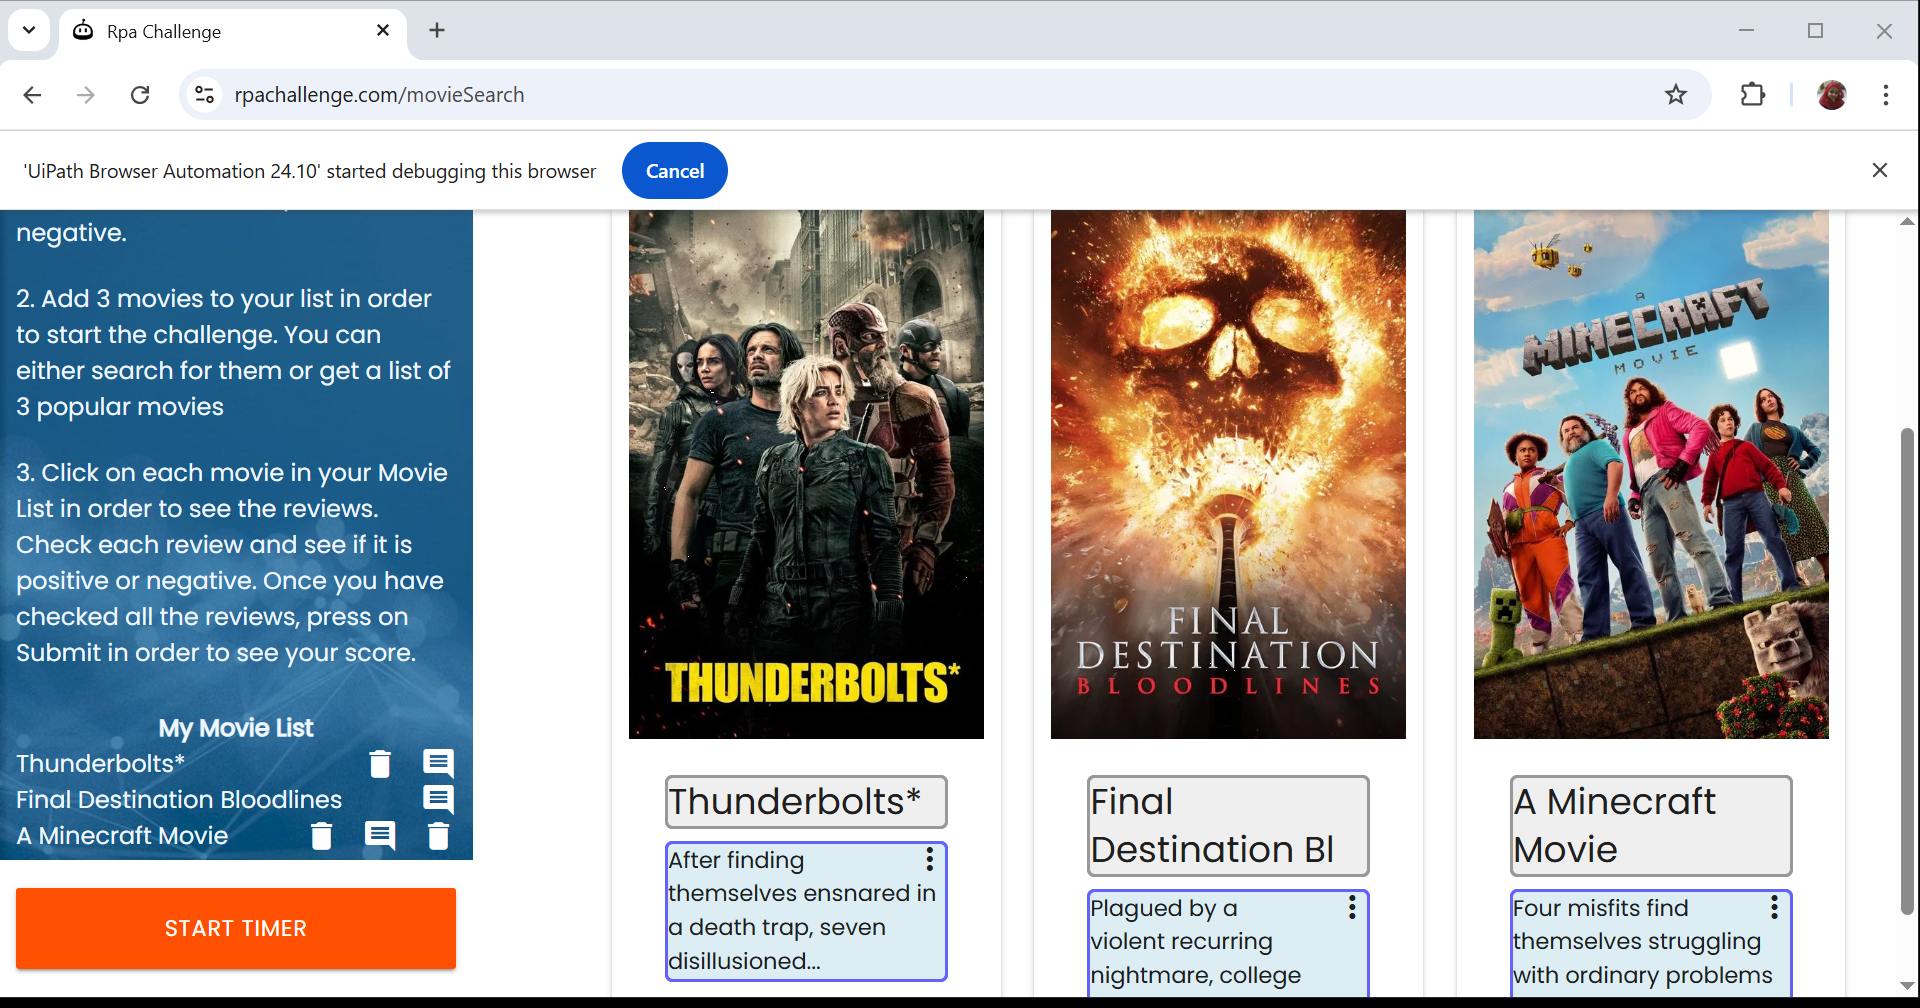 Rpa Challenge
rpachallenge.com/movieSearch
'UiPath Browser Automation 24.10' started debugging this browser
Cancel
negative.
2. Add 3 movies to your list in order
to start the challenge. You can
either search for them or get a list of
3 popular movies
3. Click on each movie in your Movie
List in order to see the reviews.
Check each review and see if it is
positive or negative. Once you have
checked all the reviews, press on
Submit in order to see your score.
My Movie List
Thunderbolts*
Final Destination Bloodlines
A Minecraft Movie
START TIMER
THUNDERBOLTS*
Thunderbolts*
After finding
themselves ensnared in
a death trap, seven
disillusioned...
FINAL
DESTINATION
BLOODLINES
Final
Destination Bl
Plagued by a
violent recurring
nightmare, college
A
MINECRAFT
MOVIE
A Minecraft
Movie
Four misfits find
themselves struggling
with ordinary problems